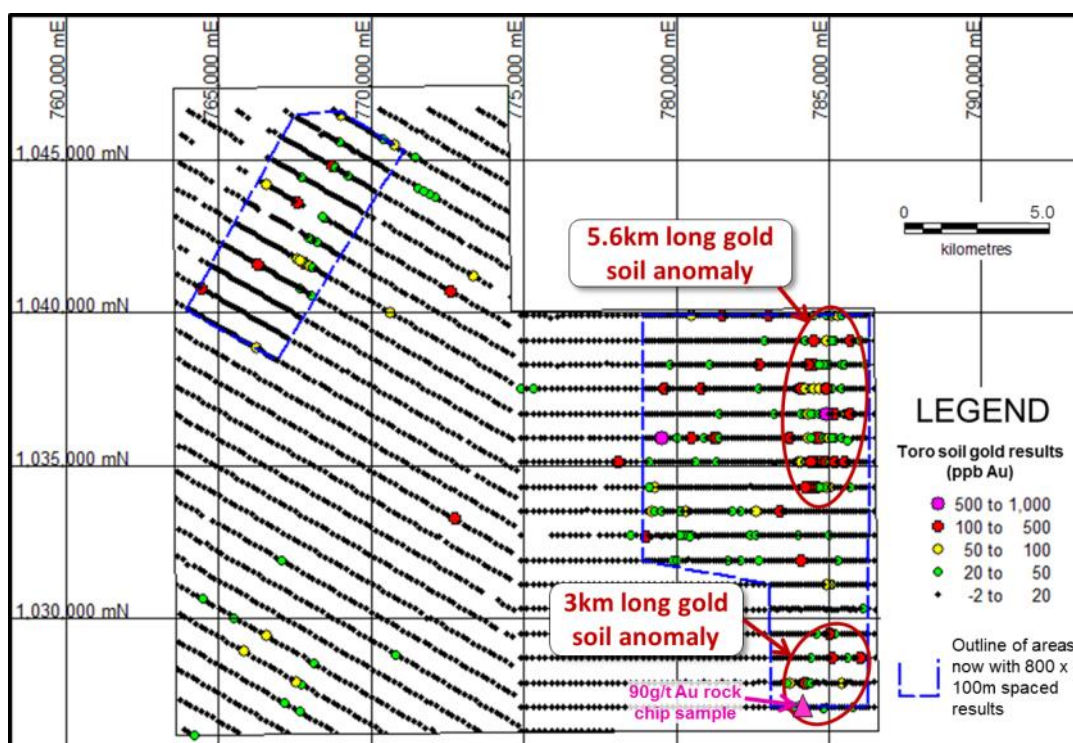 760,000 mE
765,000 mE
770,000 mE
775,000 mE
780,000 mE
785,000 mE
790,000 mE
1,045,000 mN
1,040,000 mN
1,035,000 mN
1,030,000 mN
0 5.0
kilometres
5.6km long gold
soil anomaly
3km long gold
soil anomaly
90g/t Au rock
chip sample
LEGEND
Toro soil gold results
(ppb Au)
500 to 1,000
100 to 500
50 to 100
20 to 50
-2 to 20
Outline of areas
now with 800 x
100m spaced
results